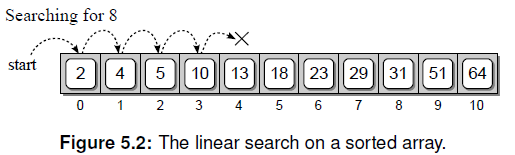 Searching for 8
start
2 4 5 10 13 18 23 29 31 51 64
0 1 2 3 4 5 6 7 8 9 10
Figure 5.2: The linear search on a sorted array.